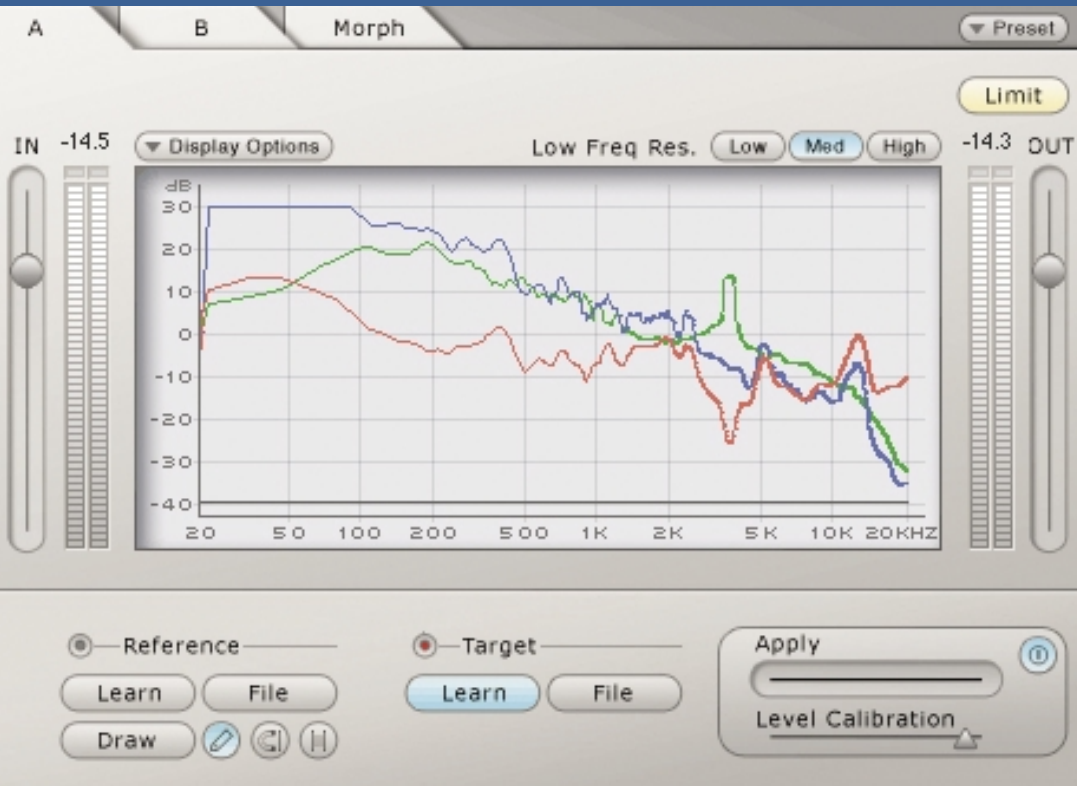 A B Morph Preset
Limit
IN -14.5 Display Options Low Freq Res. Low Med High -14.3 OUT
dB
30
20
10
0
-10
-20
-30
-40
20 50 100 200 500 1K 2K 5K 10K 20KHZ
Reference Target Apply
Learn File Learn File
Level Calibration
Draw